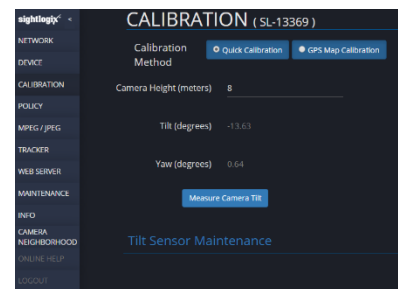 sightlogix <
CALIBRATION ( SL-13369 )
NETWORK
DEVICE
CALIBRATION
POLICY
MPEG / JPEG
TRACKER
WEB SERVER
MAINTENANCE
INFO
CAMERA
NEIGHBORHOOD
ONLINE HELP
LOGOUT
Calibration
Method
Quick Calibration
GPS Map Calibration
Camera Height (meters) 8
Tilt (degrees) -13.63
Yaw (degrees) 0.64
Measure Camera Tilt
Tilt Sensor Maintenance